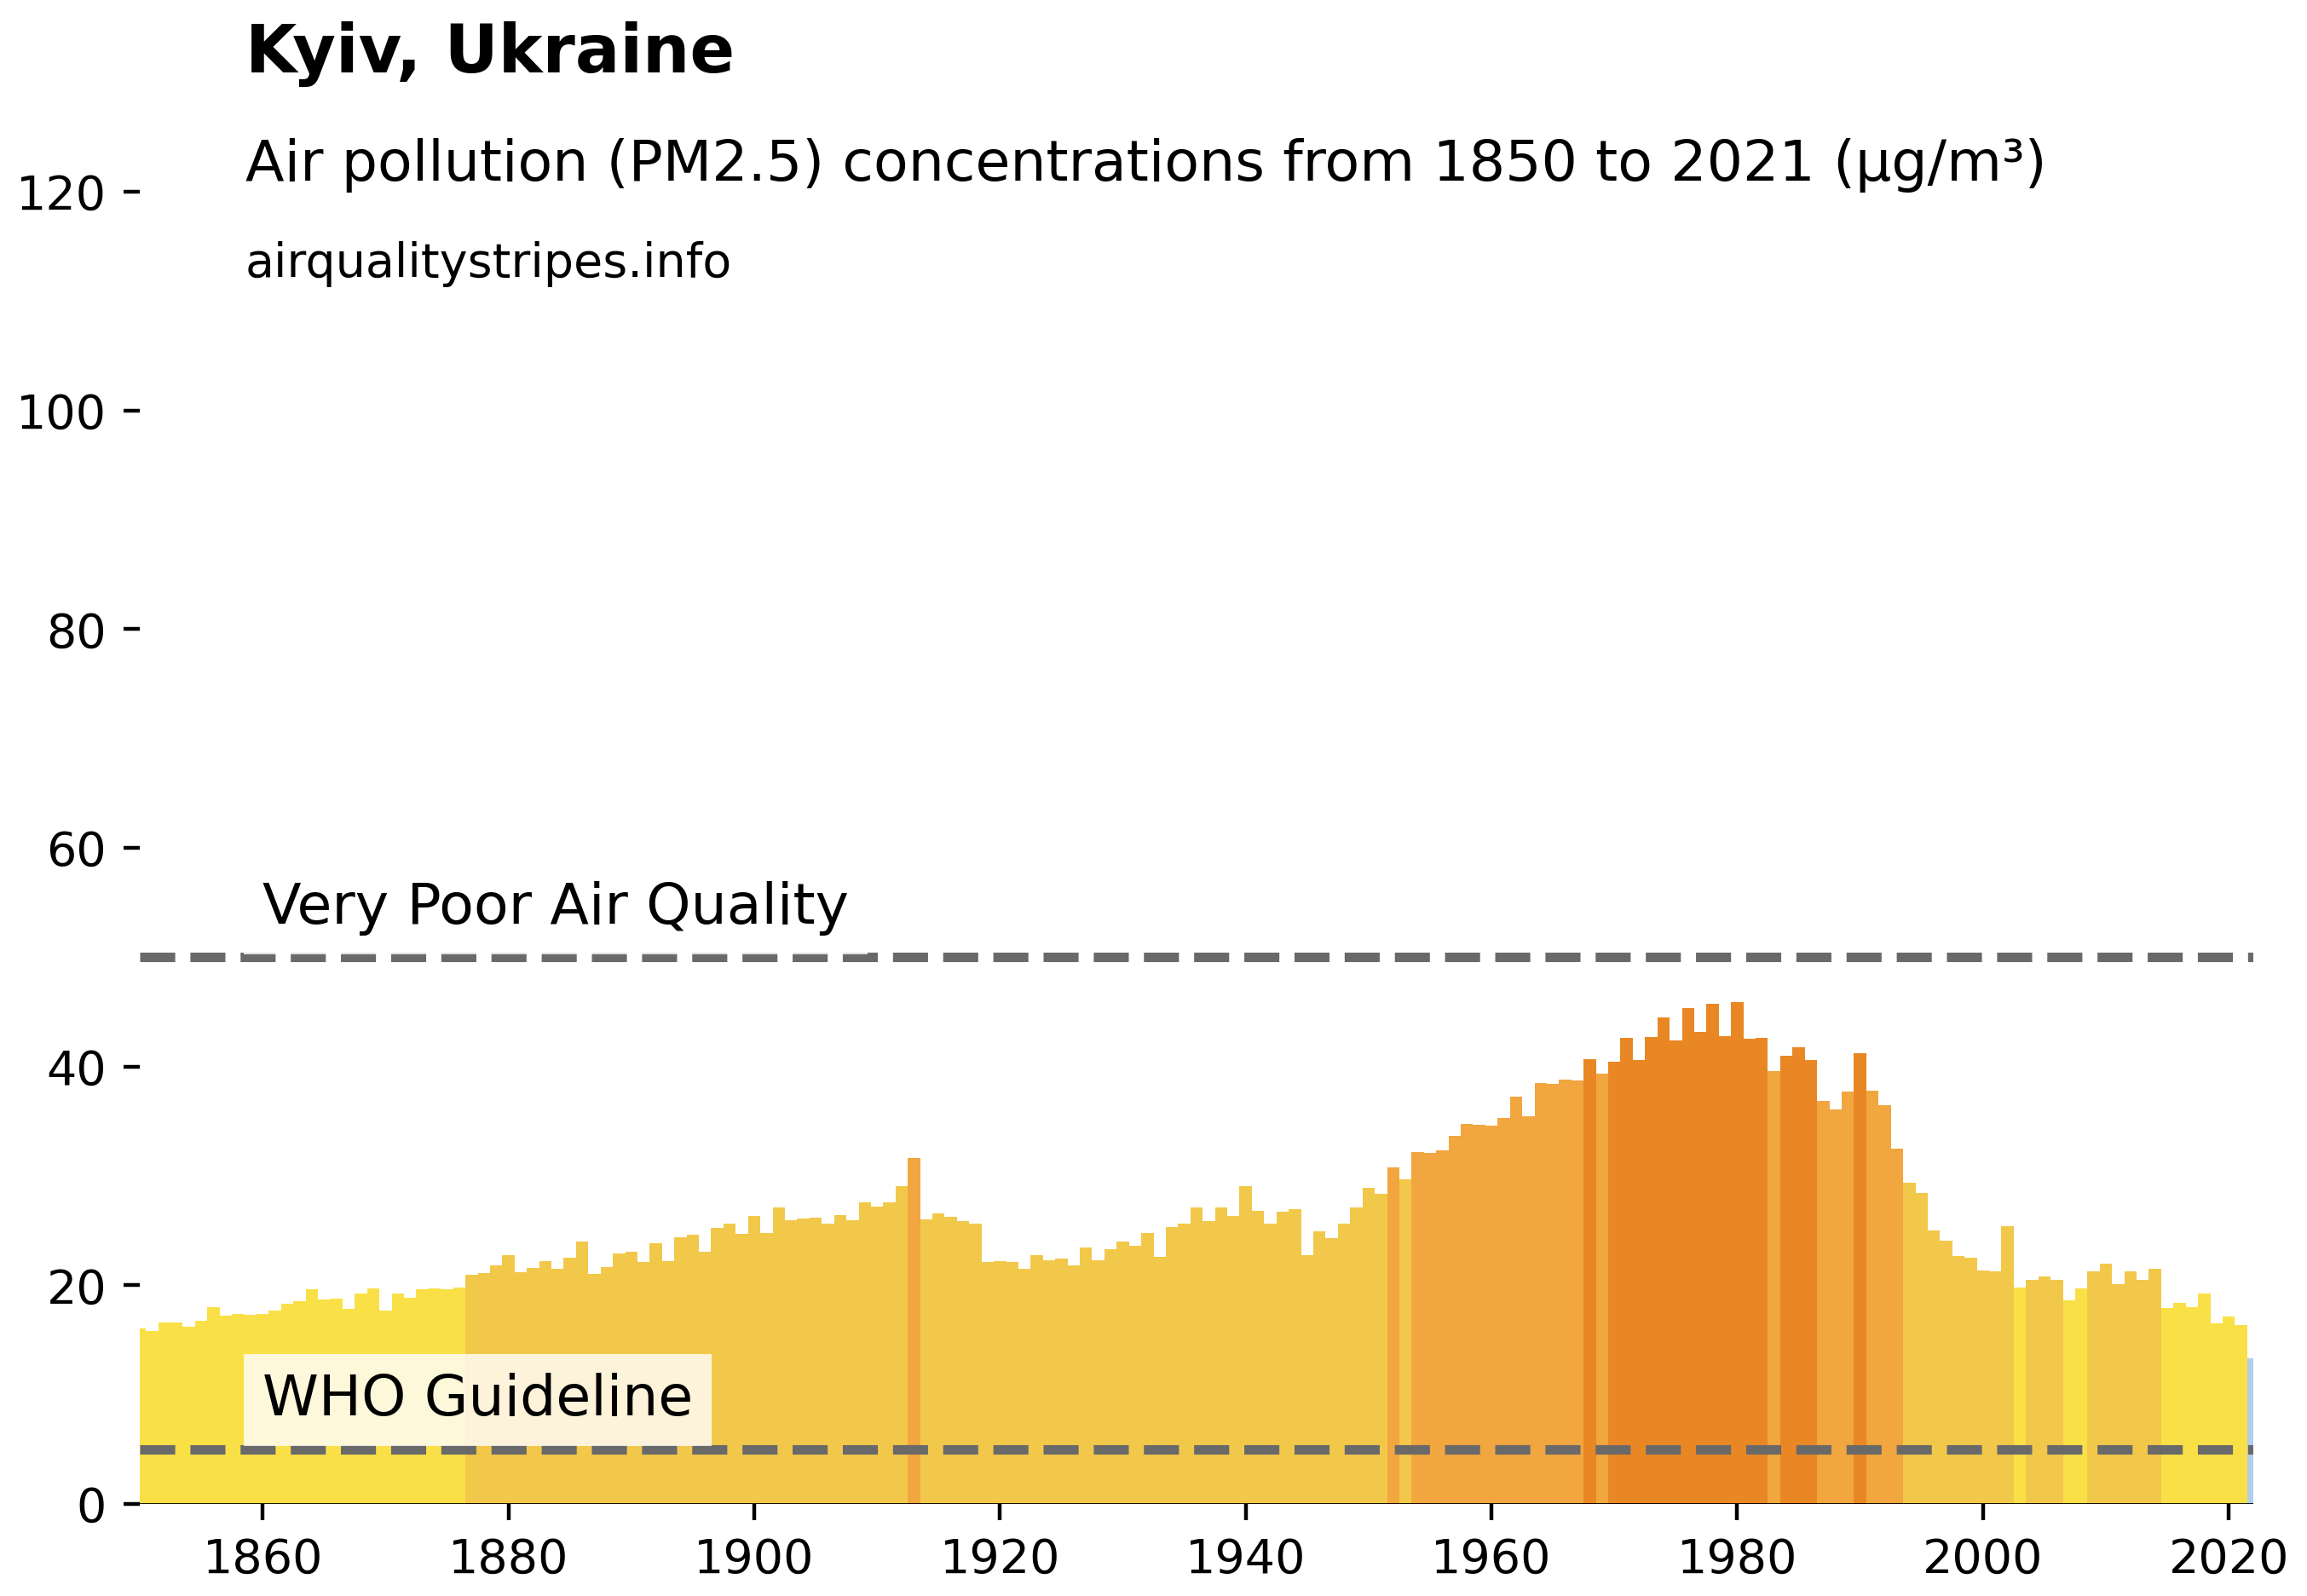 Kyiv, Ukraine
Air pollution (PM2.5) concentrations from 1850 to 2021 (µg/m³)
airqualitystripes.info
120
100
80
60
Very Poor Air Quality
40
20
WHO Guideline
0
1860 1880 1900 1920 1940 1960 1980 2000 2020